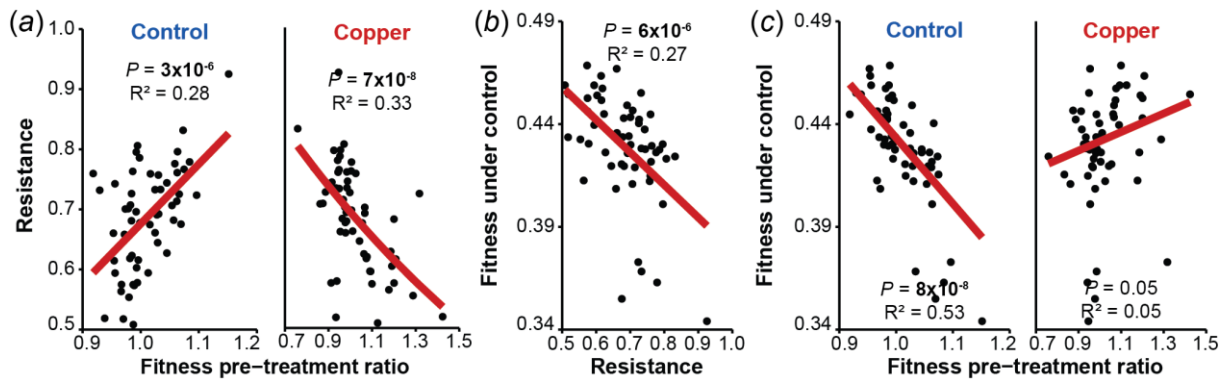 (a)
Control
Copper
P = 3x10⁻⁶
R² = 0.28
P = 7x10⁻⁸
R² = 0.33
Resistance
1.0
0.9
0.8
0.7
0.6
0.5
0.9 1.0 1.1 1.2
0.7 0.9 1.1 1.3 1.5
Fitness pre−treatment ratio
(b)
P = 6x10⁻⁶
R² = 0.27
Fitness under control
0.49
0.44
0.39
0.34
0.5 0.6 0.7 0.8 0.9 1.0
Resistance
(c)
Control
Copper
Fitness under control
0.49
0.44
0.39
0.34
P = 8x10⁻⁸
R² = 0.53
P = 0.05
R² = 0.05
0.9 1.0 1.1 1.2
0.7 0.9 1.1 1.3 1.5
Fitness pre−treatment ratio